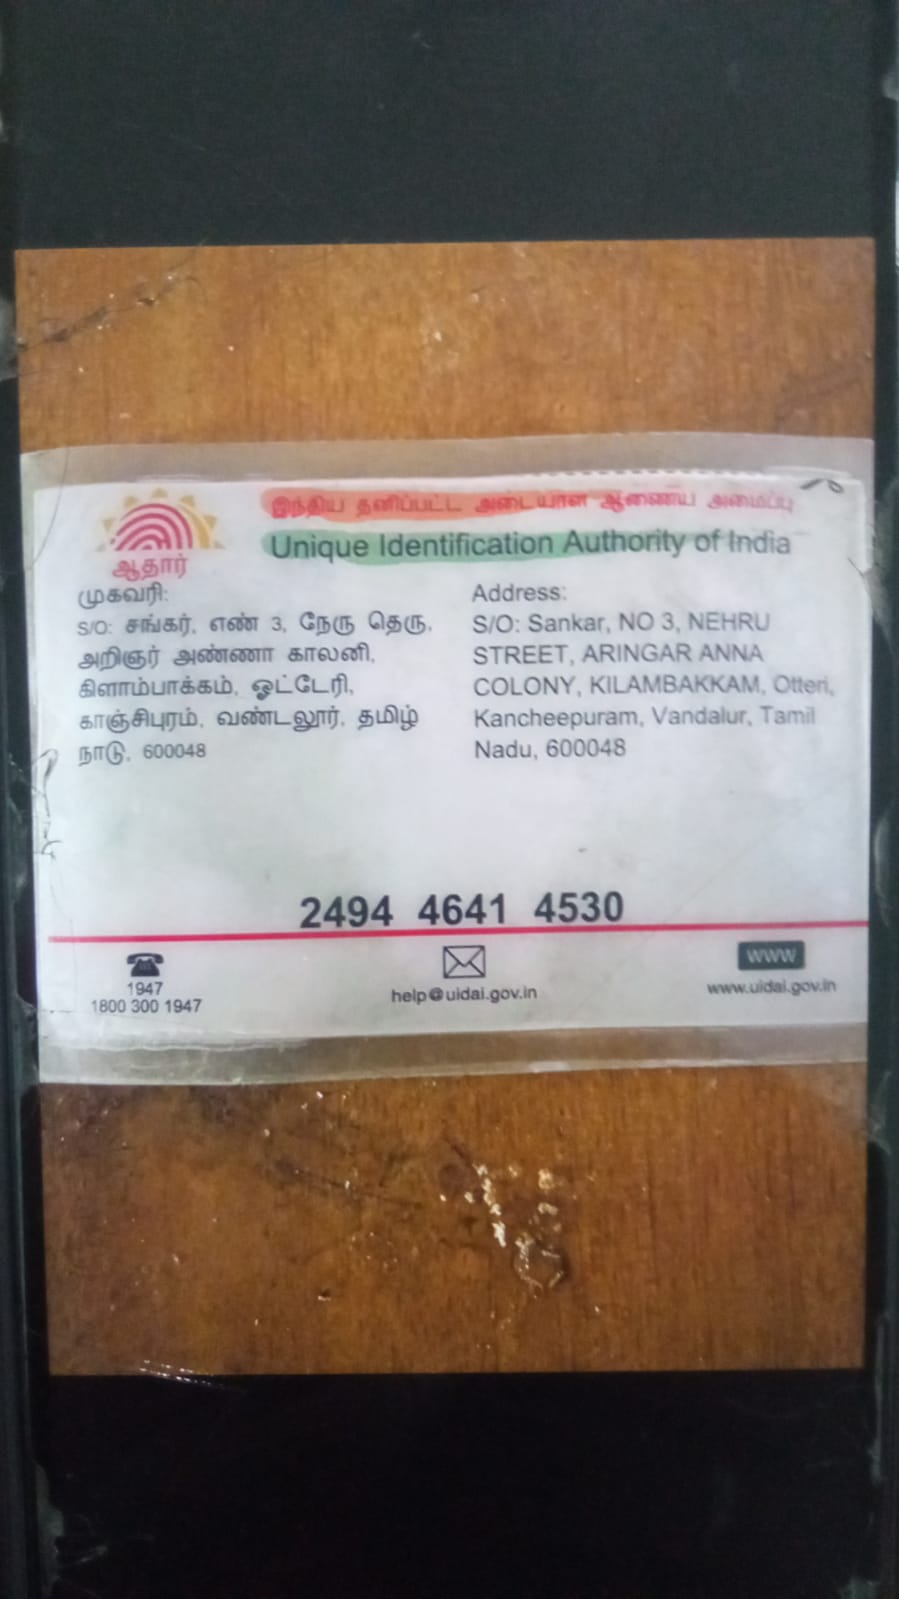 இந்திய தனிப்பட்ட அடையாள ஆணைய அமைப்பு
Unique Identification Authority of India
ஆதார்
முகவரி:
S/O: சங்கர், எண் 3, நேரு தெரு,
அறிஞர் அண்ணா காலனி,
கிளாம்பாக்கம், ஓட்டேரி,
காஞ்சிபுரம், வண்டலூர், தமிழ்
நாடு, 600048
Address:
S/O: Sankar, NO 3, NEHRU
STREET, ARINGAR ANNA
COLONY, KILAMBAKKAM, Otteri,
Kancheepuram, Vandalur, Tamil
Nadu, 600048
2494 4641 4530
1947
1800 300 1947
help@uidai.gov.in
WWW
www.uidai.gov.in